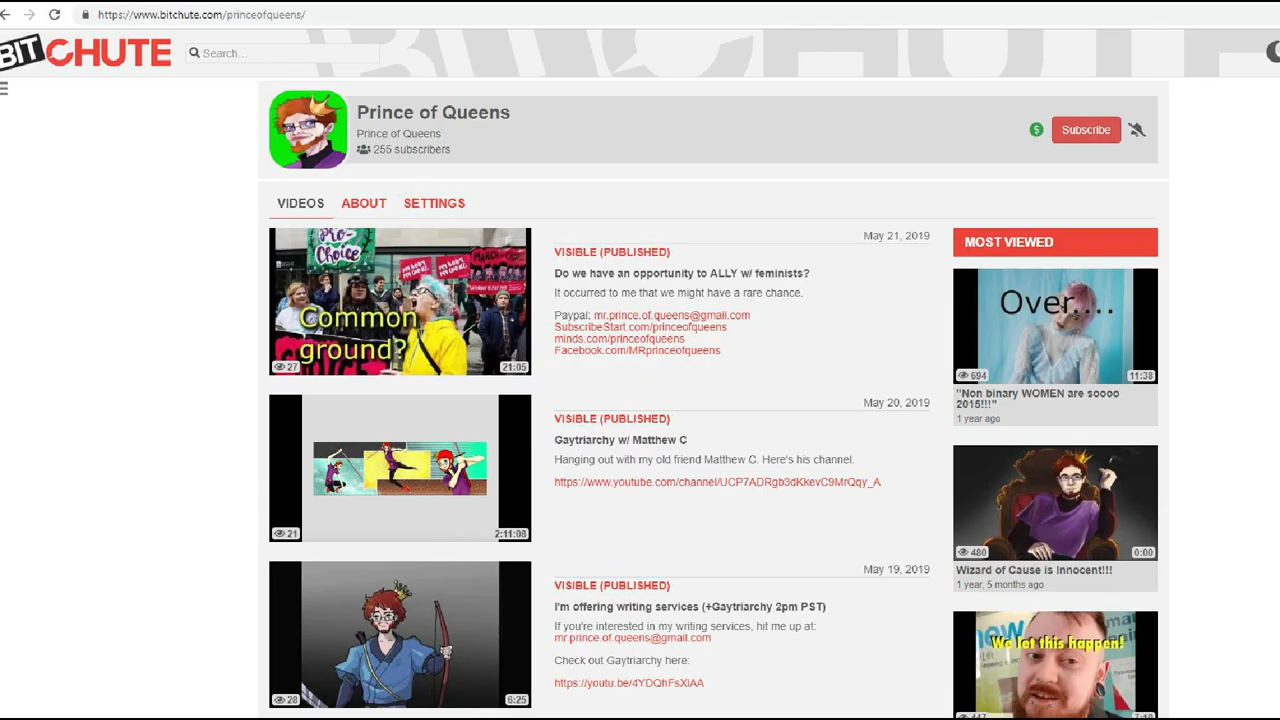 https://www.bitchute.com/princeofqueens/
BITCHUTE
Search...
BITCHUTE
Prince of Queens
Prince of Queens
255 subscribers
S
Subscribe
VIDEOS
ABOUT
SETTINGS
PRO-
Choice
Common
ground?
27
21:05
May 21, 2019
VISIBLE (PUBLISHED)
Do we have an opportunity to ALLY w/ feminists?
It occurred to me that we might have a rare chance.
Paypal: mr.prince.of.queens@gmail.com
SubscribeStart.com/princeofqueens
minds.com/princeofqueens
Facebook.com/MRprinceofqueens
21
2:11:08
May 20, 2019
VISIBLE (PUBLISHED)
Gaytriarchy w/ Matthew C
Hanging out with my old friend Matthew C. Here's his channel.
https://www.youtube.com/channel/UCP7ADRgb3dKkevC9MrQqy_A
28
6:25
May 19, 2019
VISIBLE (PUBLISHED)
I'm offering writing services (+Gaytriarchy 2pm PST)
If you're interested in my writing services, hit me up at:
mr.prince.of.queens@gmail.com
Check out Gaytriarchy here:
https://youtu.be/4YDQhFsXiAA
MOST VIEWED
Over....
694
11:38
"Non binary WOMEN are soooo
2015!!!"
1 year ago
480
0:00
Wizard of Cause is Innocent!!!
1 year, 5 months ago
We let this happen!
447
7:19